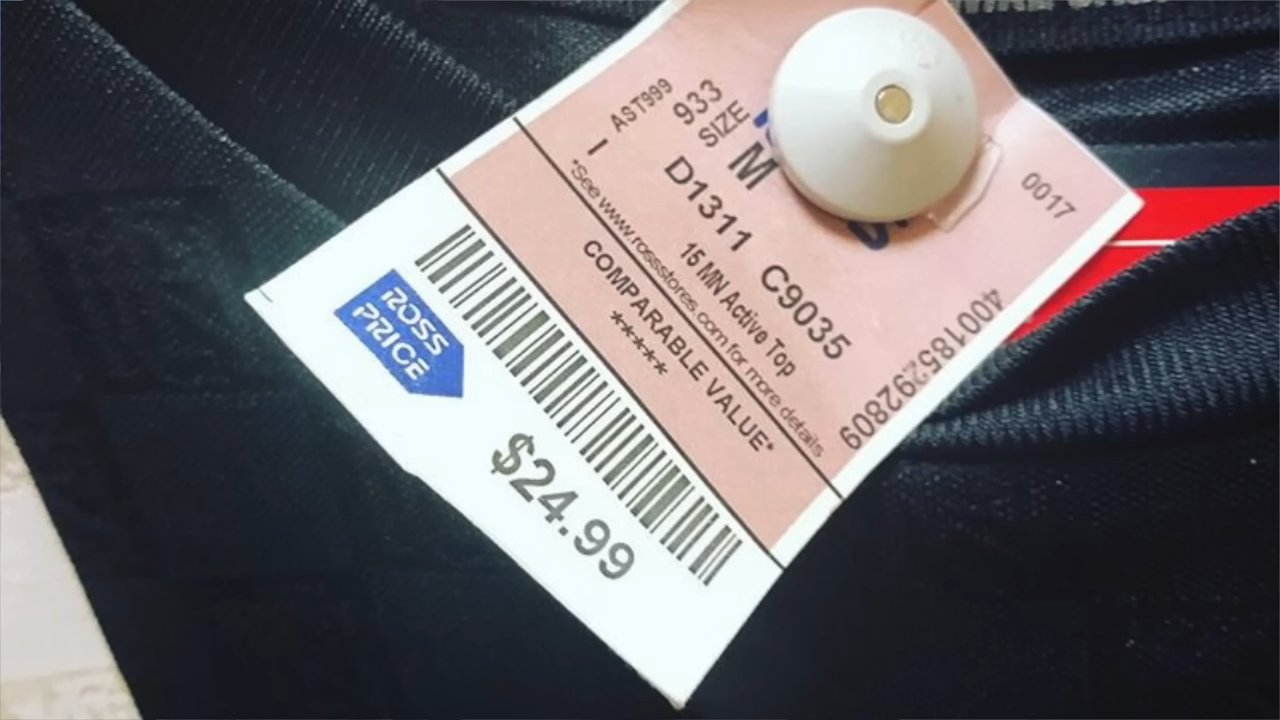 0017
400185292809
AST999
933
SIZE
M
D1311 C9035
I
15 MN Active Top
*See www.rossstores.com for more details
COMPARABLE VALUE*
*****
ROSS
PRICE
$24.99